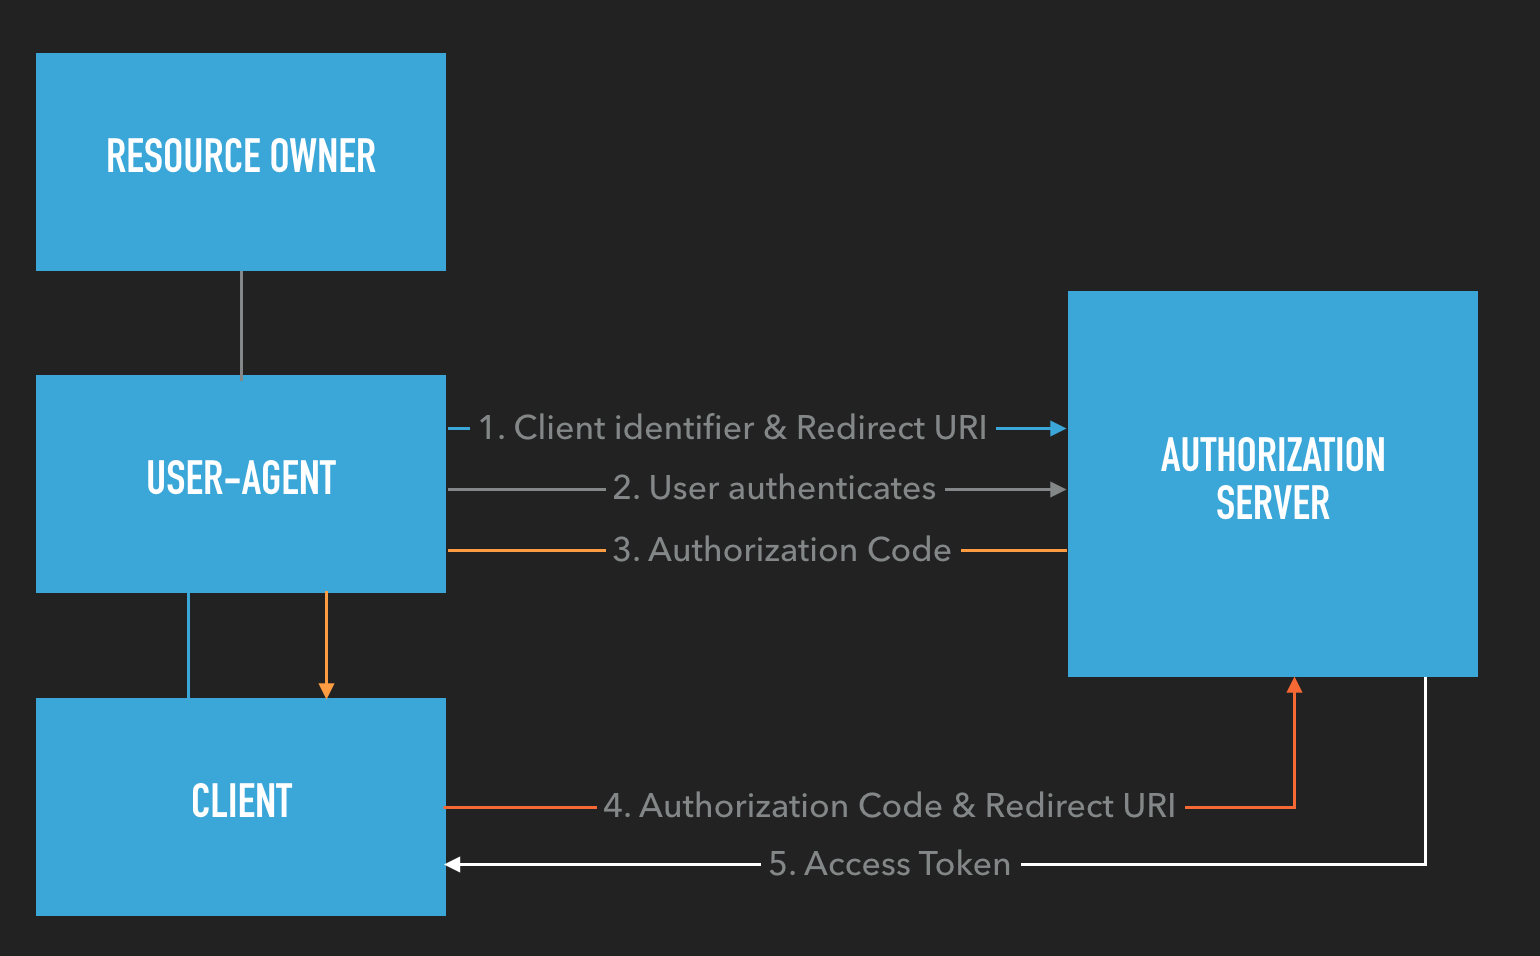 RESOURCE OWNER
USER-AGENT
1. Client identifier & Redirect URI
2. User authenticates
3. Authorization Code
AUTHORIZATION
SERVER
CLIENT
4. Authorization Code & Redirect URI
5. Access Token